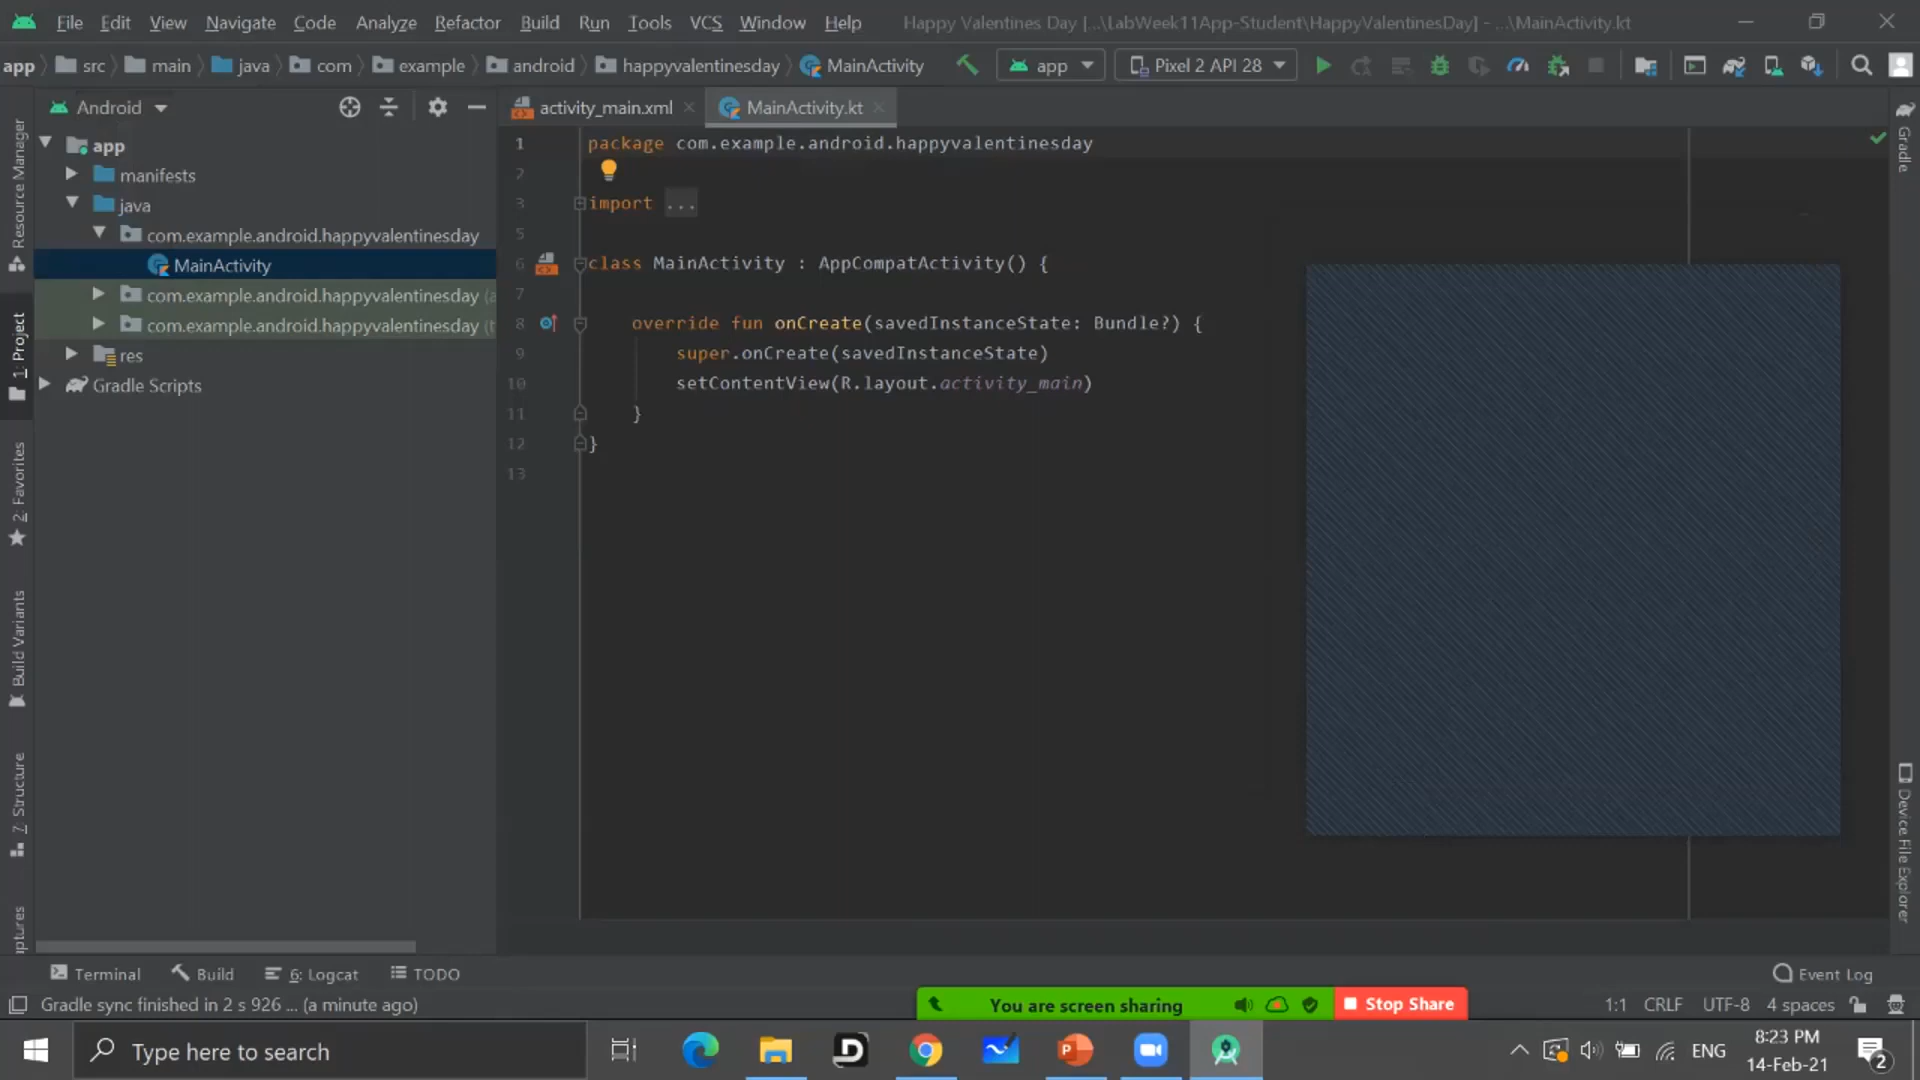 File Edit View Navigate Code Analyze Refactor Build Run Tools VCS Window Help Happy Valentines Day [...\LabWeek11App-Student\HappyValentinesDay] - ...\MainActivity.kt
app src main java com example android happyvalentinesday MainActivity app Pixel 2 API 28
Android
activity_main.xml MainActivity.kt
app
manifests
java
com.example.android.happyvalentinesday
MainActivity
com.example.android.happyvalentinesday (a
com.example.android.happyvalentinesday (t
res
Gradle Scripts
Resource Manager
1: Project
2: Favorites
Build Variants
7: Structure
ptures
1 package com.example.android.happyvalentinesday
2
3 import ...
5
6 class MainActivity : AppCompatActivity() {
7
8 override fun onCreate(savedInstanceState: Bundle?) {
9 super.onCreate(savedInstanceState)
10 setContentView(R.layout.activity_main)
11 }
12 }
13
Gradle
Device File Explorer
Terminal Build 6: Logcat TODO Event Log
Gradle sync finished in 2 s 926 ... (a minute ago) You are screen sharing Stop Share 1:1 CRLF UTF-8 4 spaces
Type here to search
ENG
8:23 PM
14-Feb-21
2